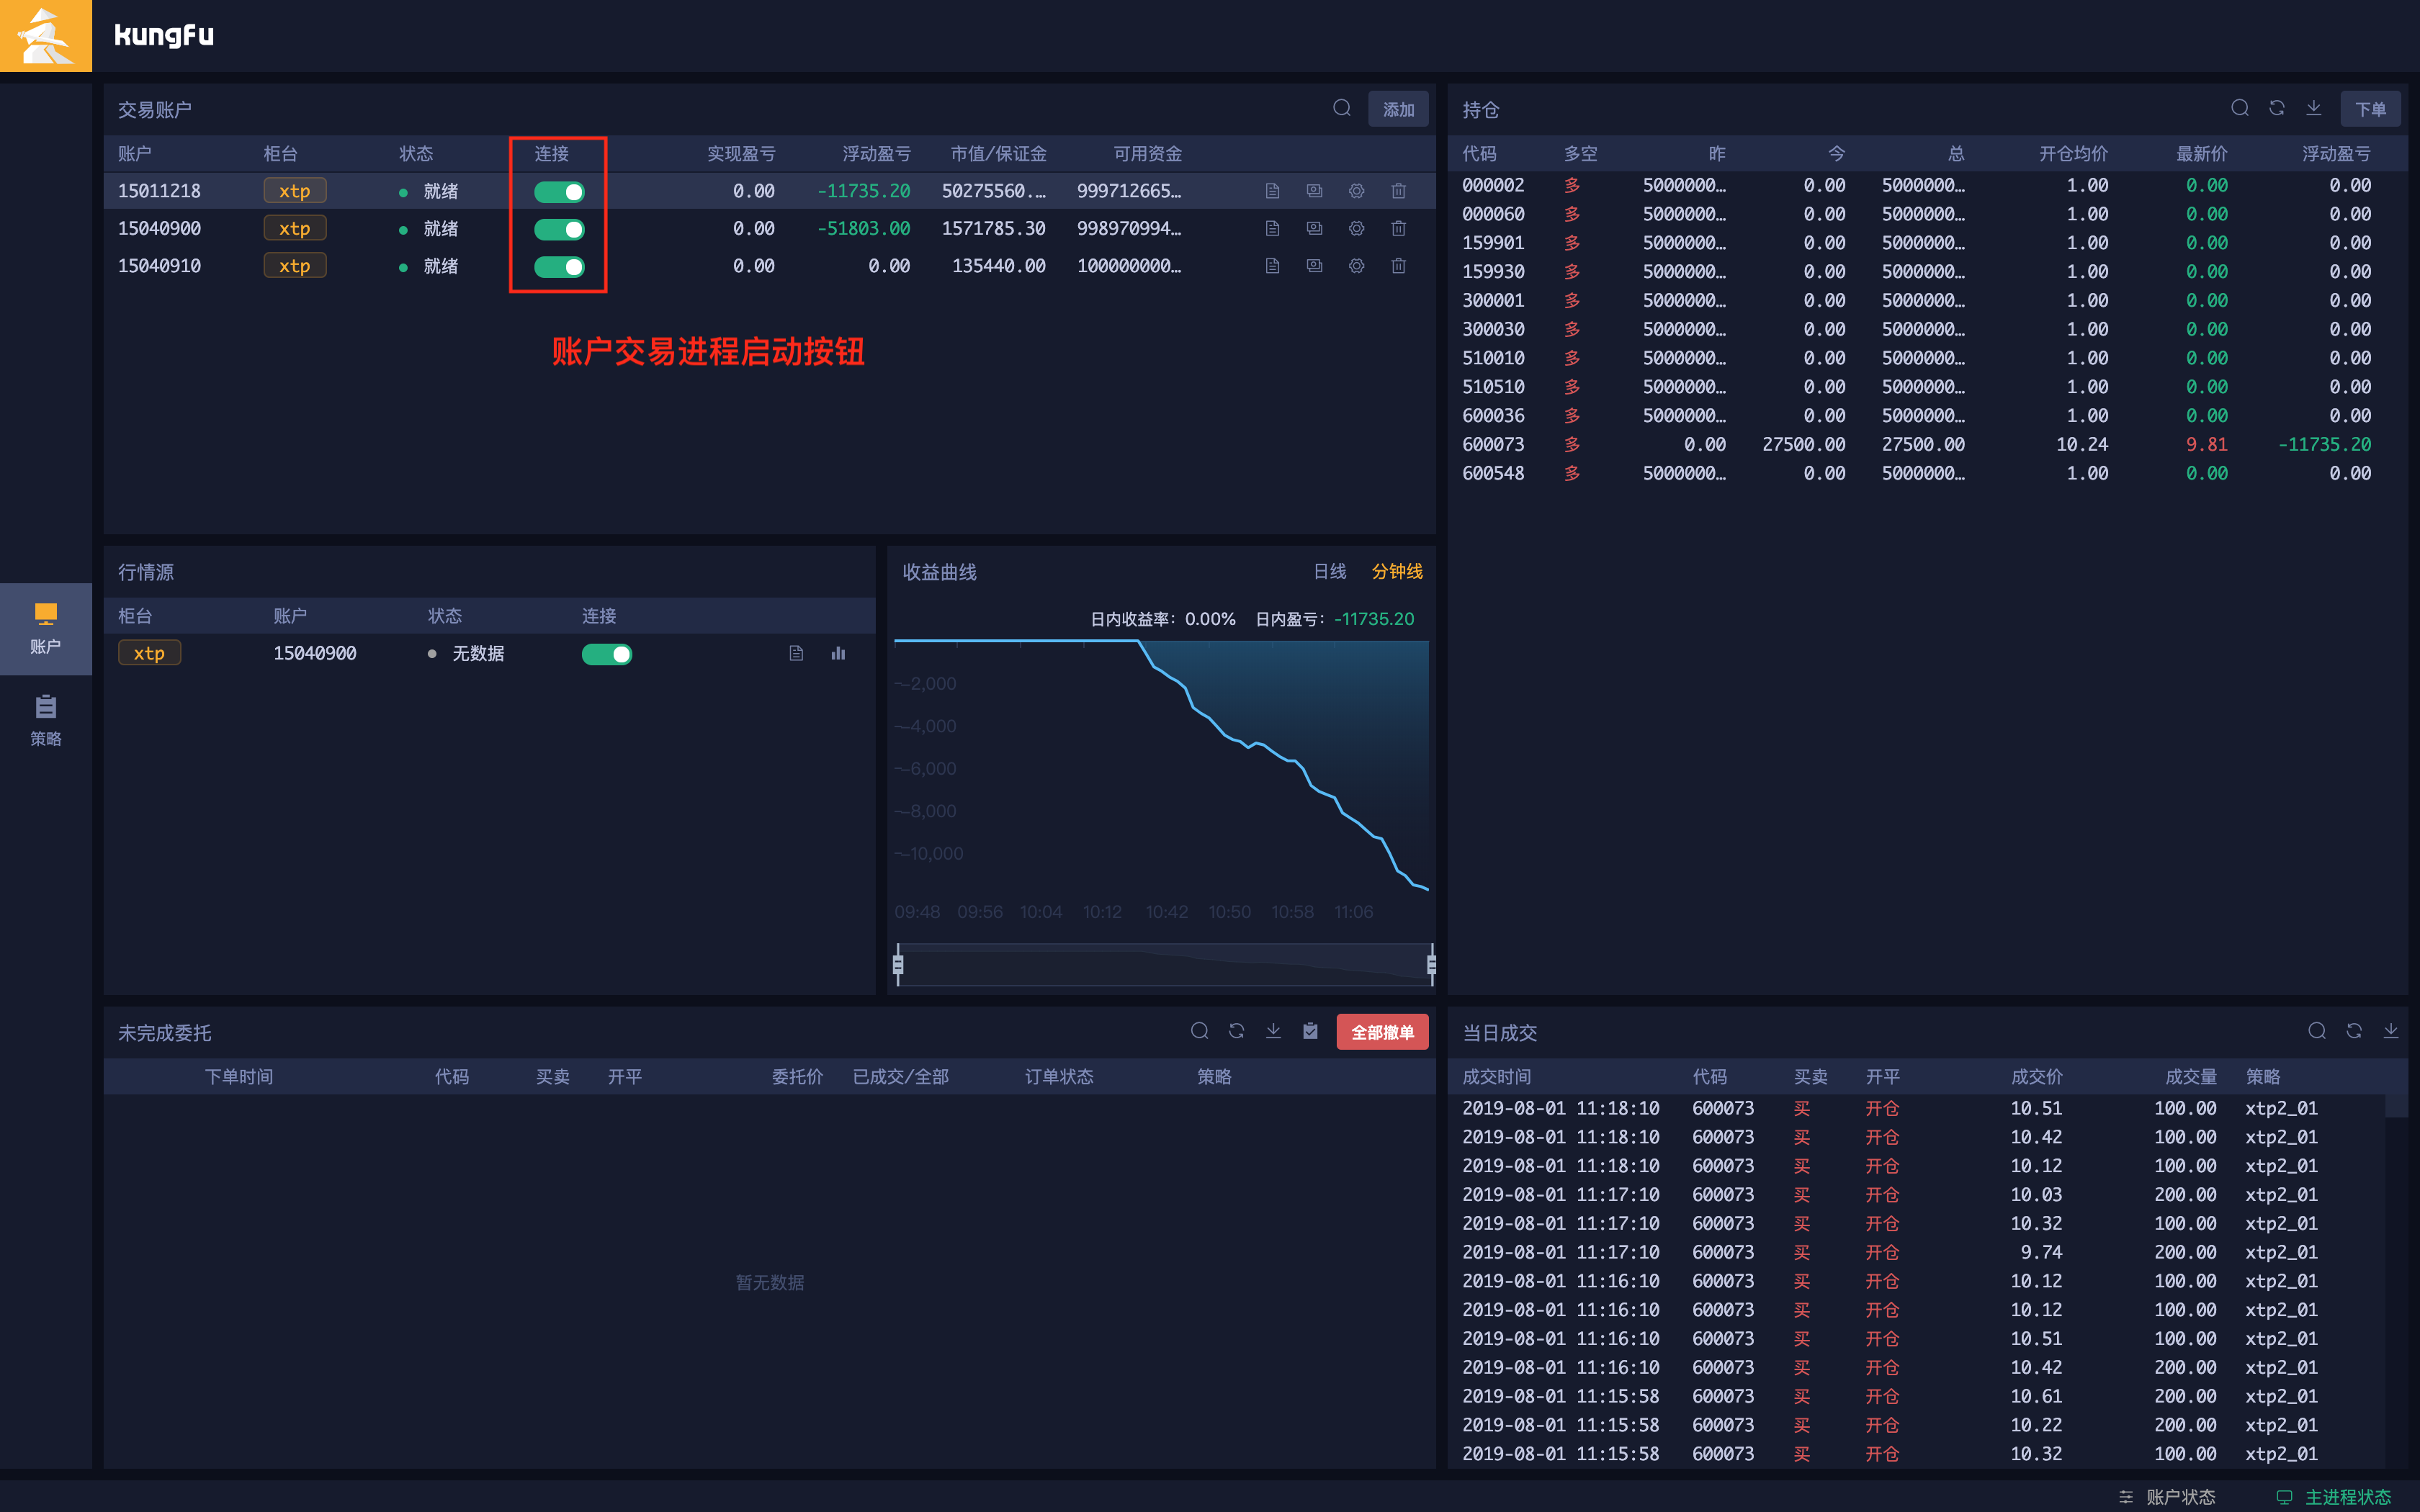 kungfu
交易账户
添加
账户 柜台 状态 连接 实现盈亏 浮动盈亏 市值/保证金 可用资金
15011218 xtp 就绪 0.00 -11735.20 50275560.... 999712665...
15040900 xtp 就绪 0.00 -51803.00 1571785.30 998970994...
15040910 xtp 就绪 0.00 0.00 135440.00 100000000...
账户交易进程启动按钮
持仓
下单
代码 多空 昨 今 总 开仓均价 最新价 浮动盈亏
000002 多 5000000... 0.00 5000000... 1.00 0.00 0.00
000060 多 5000000... 0.00 5000000... 1.00 0.00 0.00
159901 多 5000000... 0.00 5000000... 1.00 0.00 0.00
159930 多 5000000... 0.00 5000000... 1.00 0.00 0.00
300001 多 5000000... 0.00 5000000... 1.00 0.00 0.00
300030 多 5000000... 0.00 5000000... 1.00 0.00 0.00
510010 多 5000000... 0.00 5000000... 1.00 0.00 0.00
510510 多 5000000... 0.00 5000000... 1.00 0.00 0.00
600036 多 5000000... 0.00 5000000... 1.00 0.00 0.00
600073 多 0.00 27500.00 27500.00 10.24 9.81 -11735.20
600548 多 5000000... 0.00 5000000... 1.00 0.00 0.00
账户
策略
行情源
柜台 账户 状态 连接
xtp 15040900 无数据
收益曲线
日线 分钟线
日内收益率: 0.00% 日内盈亏: -11735.20
-2,000
-4,000
-6,000
-8,000
-10,000
09:48 09:56 10:04 10:12 10:42 10:50 10:58 11:06
未完成委托
全部撤单
下单时间 代码 买卖 开平 委托价 已成交/全部 订单状态 策略
暂无数据
当日成交
成交时间 代码 买卖 开平 成交价 成交量 策略
2019-08-01 11:18:10 600073 买 开仓 10.51 100.00 xtp2_01
2019-08-01 11:18:10 600073 买 开仓 10.42 100.00 xtp2_01
2019-08-01 11:18:10 600073 买 开仓 10.12 100.00 xtp2_01
2019-08-01 11:17:10 600073 买 开仓 10.03 200.00 xtp2_01
2019-08-01 11:17:10 600073 买 开仓 10.32 100.00 xtp2_01
2019-08-01 11:17:10 600073 买 开仓 9.74 200.00 xtp2_01
2019-08-01 11:16:10 600073 买 开仓 10.12 100.00 xtp2_01
2019-08-01 11:16:10 600073 买 开仓 10.12 100.00 xtp2_01
2019-08-01 11:16:10 600073 买 开仓 10.51 100.00 xtp2_01
2019-08-01 11:16:10 600073 买 开仓 10.42 200.00 xtp2_01
2019-08-01 11:15:58 600073 买 开仓 10.61 200.00 xtp2_01
2019-08-01 11:15:58 600073 买 开仓 10.22 200.00 xtp2_01
2019-08-01 11:15:58 600073 买 开仓 10.32 100.00 xtp2_01
账户状态 主进程状态